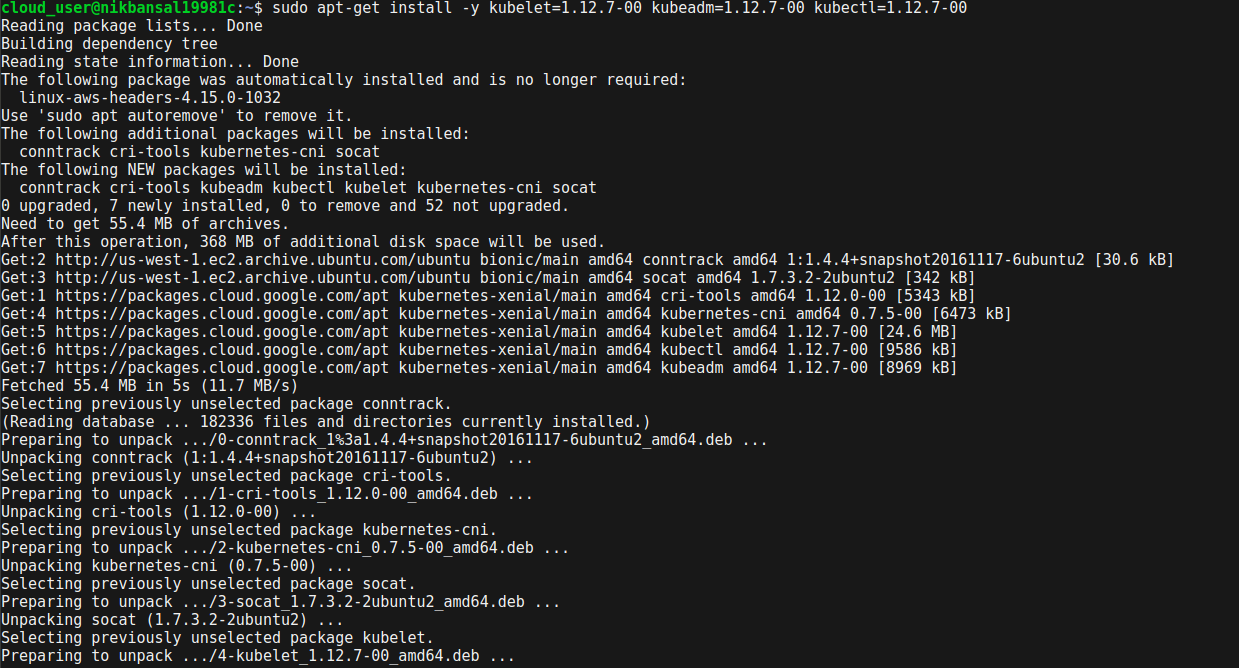 cloud_user@nikbansal19981c:~$ sudo apt-get install -y kubelet=1.12.7-00 kubeadm=1.12.7-00 kubectl=1.12.7-00
Reading package lists... Done
Building dependency tree
Reading state information... Done
The following package was automatically installed and is no longer required:
  linux-aws-headers-4.15.0-1032
Use 'sudo apt autoremove' to remove it.
The following additional packages will be installed:
  conntrack cri-tools kubernetes-cni socat
The following NEW packages will be installed:
  conntrack cri-tools kubeadm kubectl kubelet kubernetes-cni socat
0 upgraded, 7 newly installed, 0 to remove and 52 not upgraded.
Need to get 55.4 MB of archives.
After this operation, 368 MB of additional disk space will be used.
Get:2 http://us-west-1.ec2.archive.ubuntu.com/ubuntu bionic/main amd64 conntrack amd64 1:1.4.4+snapshot20161117-6ubuntu2 [30.6 kB]
Get:3 http://us-west-1.ec2.archive.ubuntu.com/ubuntu bionic/main amd64 socat amd64 1.7.3.2-2ubuntu2 [342 kB]
Get:1 https://packages.cloud.google.com/apt kubernetes-xenial/main amd64 cri-tools amd64 1.12.0-00 [5343 kB]
Get:4 https://packages.cloud.google.com/apt kubernetes-xenial/main amd64 kubernetes-cni amd64 0.7.5-00 [6473 kB]
Get:5 https://packages.cloud.google.com/apt kubernetes-xenial/main amd64 kubelet amd64 1.12.7-00 [24.6 MB]
Get:6 https://packages.cloud.google.com/apt kubernetes-xenial/main amd64 kubectl amd64 1.12.7-00 [9586 kB]
Get:7 https://packages.cloud.google.com/apt kubernetes-xenial/main amd64 kubeadm amd64 1.12.7-00 [8969 kB]
Fetched 55.4 MB in 5s (11.7 MB/s)
Selecting previously unselected package conntrack.
(Reading database ... 182336 files and directories currently installed.)
Preparing to unpack .../0-conntrack_1%3a1.4.4+snapshot20161117-6ubuntu2_amd64.deb ...
Unpacking conntrack (1:1.4.4+snapshot20161117-6ubuntu2) ...
Selecting previously unselected package cri-tools.
Preparing to unpack .../1-cri-tools_1.12.0-00_amd64.deb ...
Unpacking cri-tools (1.12.0-00) ...
Selecting previously unselected package kubernetes-cni.
Preparing to unpack .../2-kubernetes-cni_0.7.5-00_amd64.deb ...
Unpacking kubernetes-cni (0.7.5-00) ...
Selecting previously unselected package socat.
Preparing to unpack .../3-socat_1.7.3.2-2ubuntu2_amd64.deb ...
Unpacking socat (1.7.3.2-2ubuntu2) ...
Selecting previously unselected package kubelet.
Preparing to unpack .../4-kubelet_1.12.7-00_amd64.deb ...